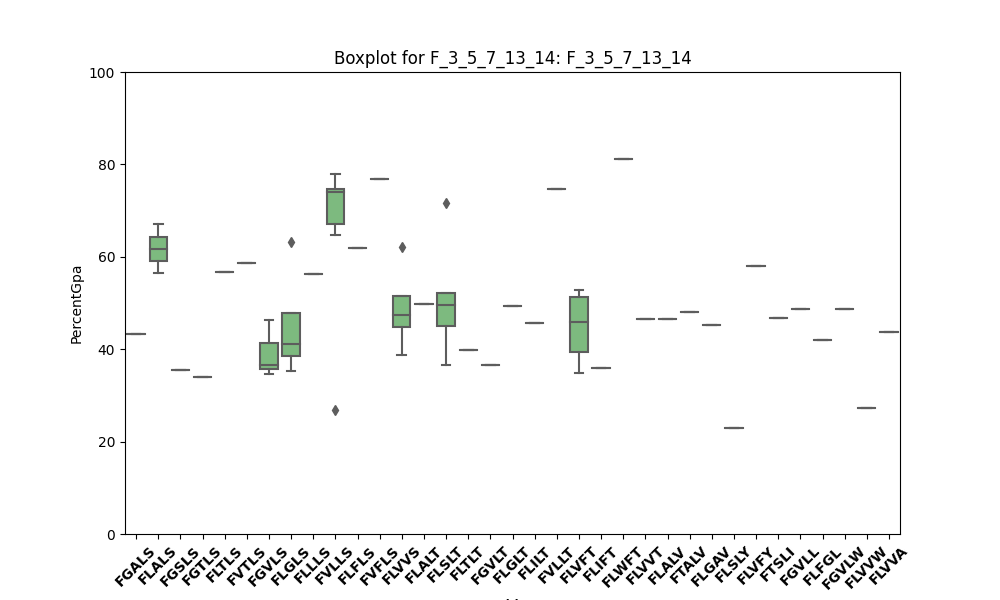 Boxplot for F_3_5_7_13_14: F_3_5_7_13_14
100
80
60
40
20
0
PercentGpa
FGALS
FLALS
FGSLS
FGTLS
FLTLS
FVTLS
FGVLS
FLGLS
FLLLS
FVLLS
FLFLS
FVFLS
FLVVS
FLALT
FLSLT
FLTLT
FGVLT
FLGLT
FLILT
FVLLT
FLVFT
FLIFT
FLWFT
FLVVT
FLALV
FTALV
FLGAV
FLSLY
FLVFY
FTSLI
FGVLL
FLFGL
FGVLW
FLVVW
FLVVA